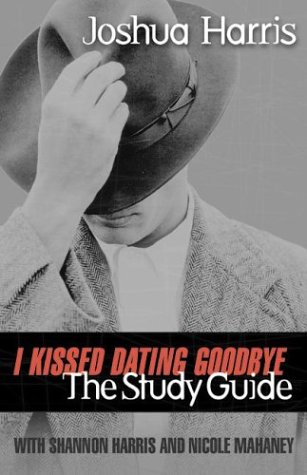 Joshua Harris
I KISSED DATING GOODBYE
The Study Guide
WITH SHANNON HARRIS AND NICOLE MAHANEY